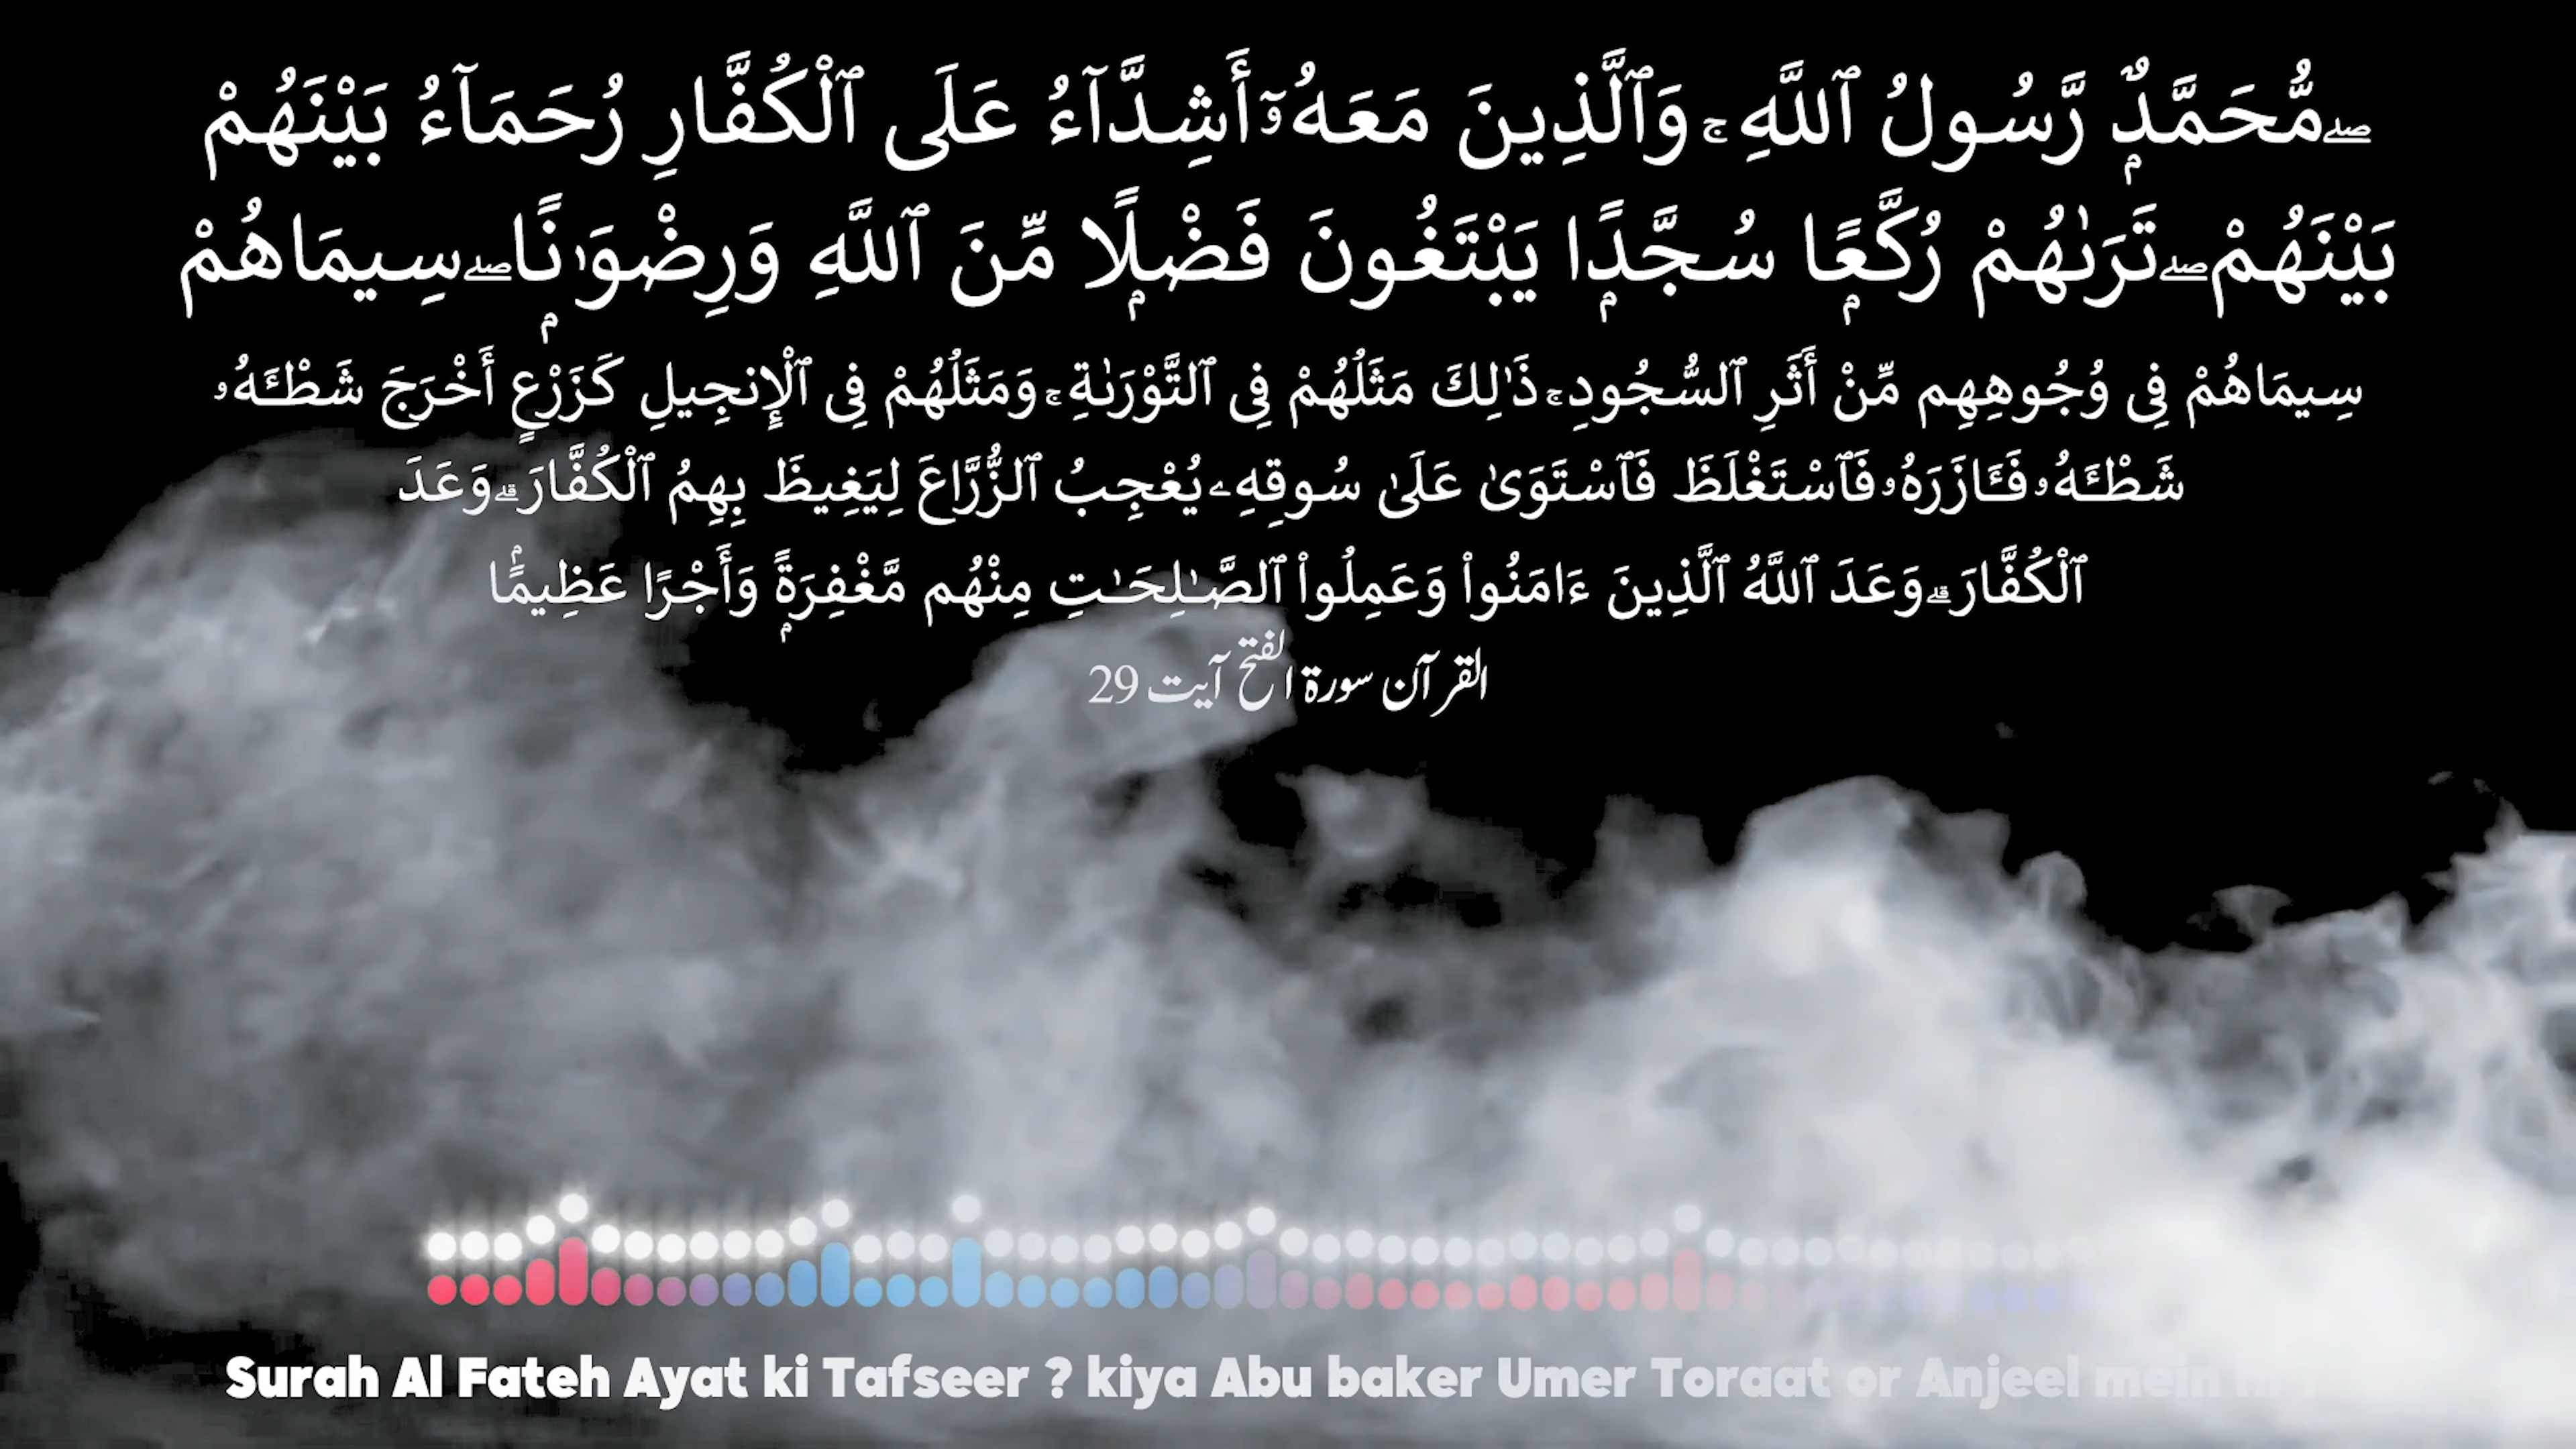 ۖمُّحَمَّدٌۭ رَّسُولُ ٱللَّهِ ۚ وَٱلَّذِينَ مَعَهُۥٓ أَشِدَّآءُ عَلَى ٱلْكُفَّارِ رُحَمَآءُ بَيْنَهُمْ
بَيْنَهُمْ ۖ تَرَىٰهُمْ رُكَّعًۭا سُجَّدًۭا يَبْتَغُونَ فَضْلًۭا مِّنَ ٱللَّهِ وَرِضْوَٰنًۭا ۖ سِيمَاهُمْ
سِيمَاهُمْ فِى وُجُوهِهِم مِّنْ أَثَرِ ٱلسُّجُودِ ۚ ذَٰلِكَ مَثَلُهُمْ فِى ٱلتَّوْرَىٰةِ ۚ وَمَثَلُهُمْ فِى ٱلْإِنجِيلِ كَزَرْعٍ أَخْرَجَ شَطْـَٔهُۥ
شَطْـَٔهُۥ فَـَٔازَرَهُۥ فَٱسْتَغْلَظَ فَٱسْتَوَىٰ عَلَىٰ سُوقِهِۦ يُعْجِبُ ٱلزُّرَّاعَ لِيَغِيظَ بِهِمُ ٱلْكُفَّارَ ۗ وَعَدَ
ٱلْكُفَّارَ ۗ وَعَدَ ٱللَّهُ ٱلَّذِينَ ءَامَنُوا۟ وَعَمِلُوا۟ ٱلصَّـٰلِحَـٰتِ مِنْهُم مَّغْفِرَةًۭ وَأَجْرًا عَظِيمًۢا
القرآن سورۃ الفتح آیت 29
Surah Al Fateh Ayat ki Tafseer ? kiya Abu baker Umer Toraat or Anjeel mein